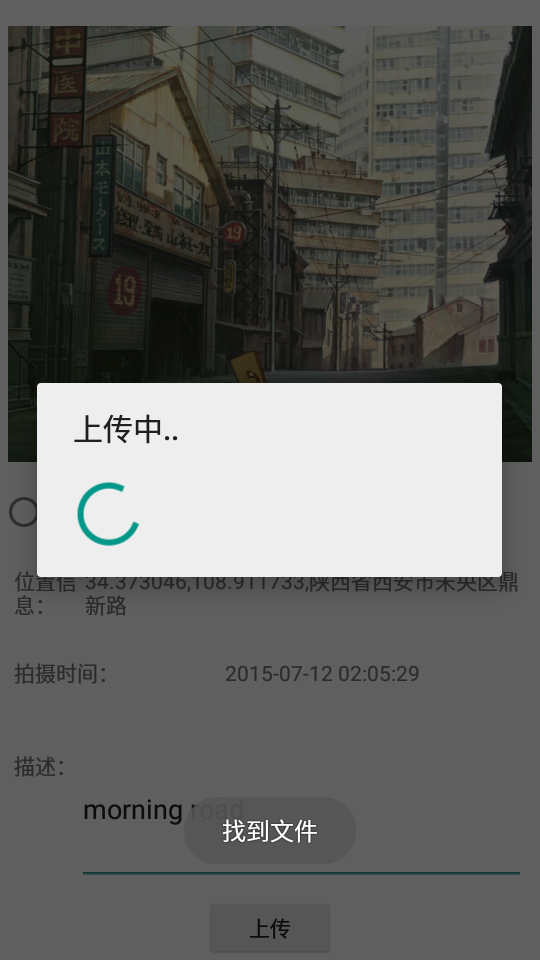 中
医
院
山本モータース
19
19
上传中..
位置信
息：
34.373046,108.911733,陕西省西安市未央区鼎
新路
拍摄时间：
2015-07-12 02:05:29
描述：
morning road
找到文件
上传